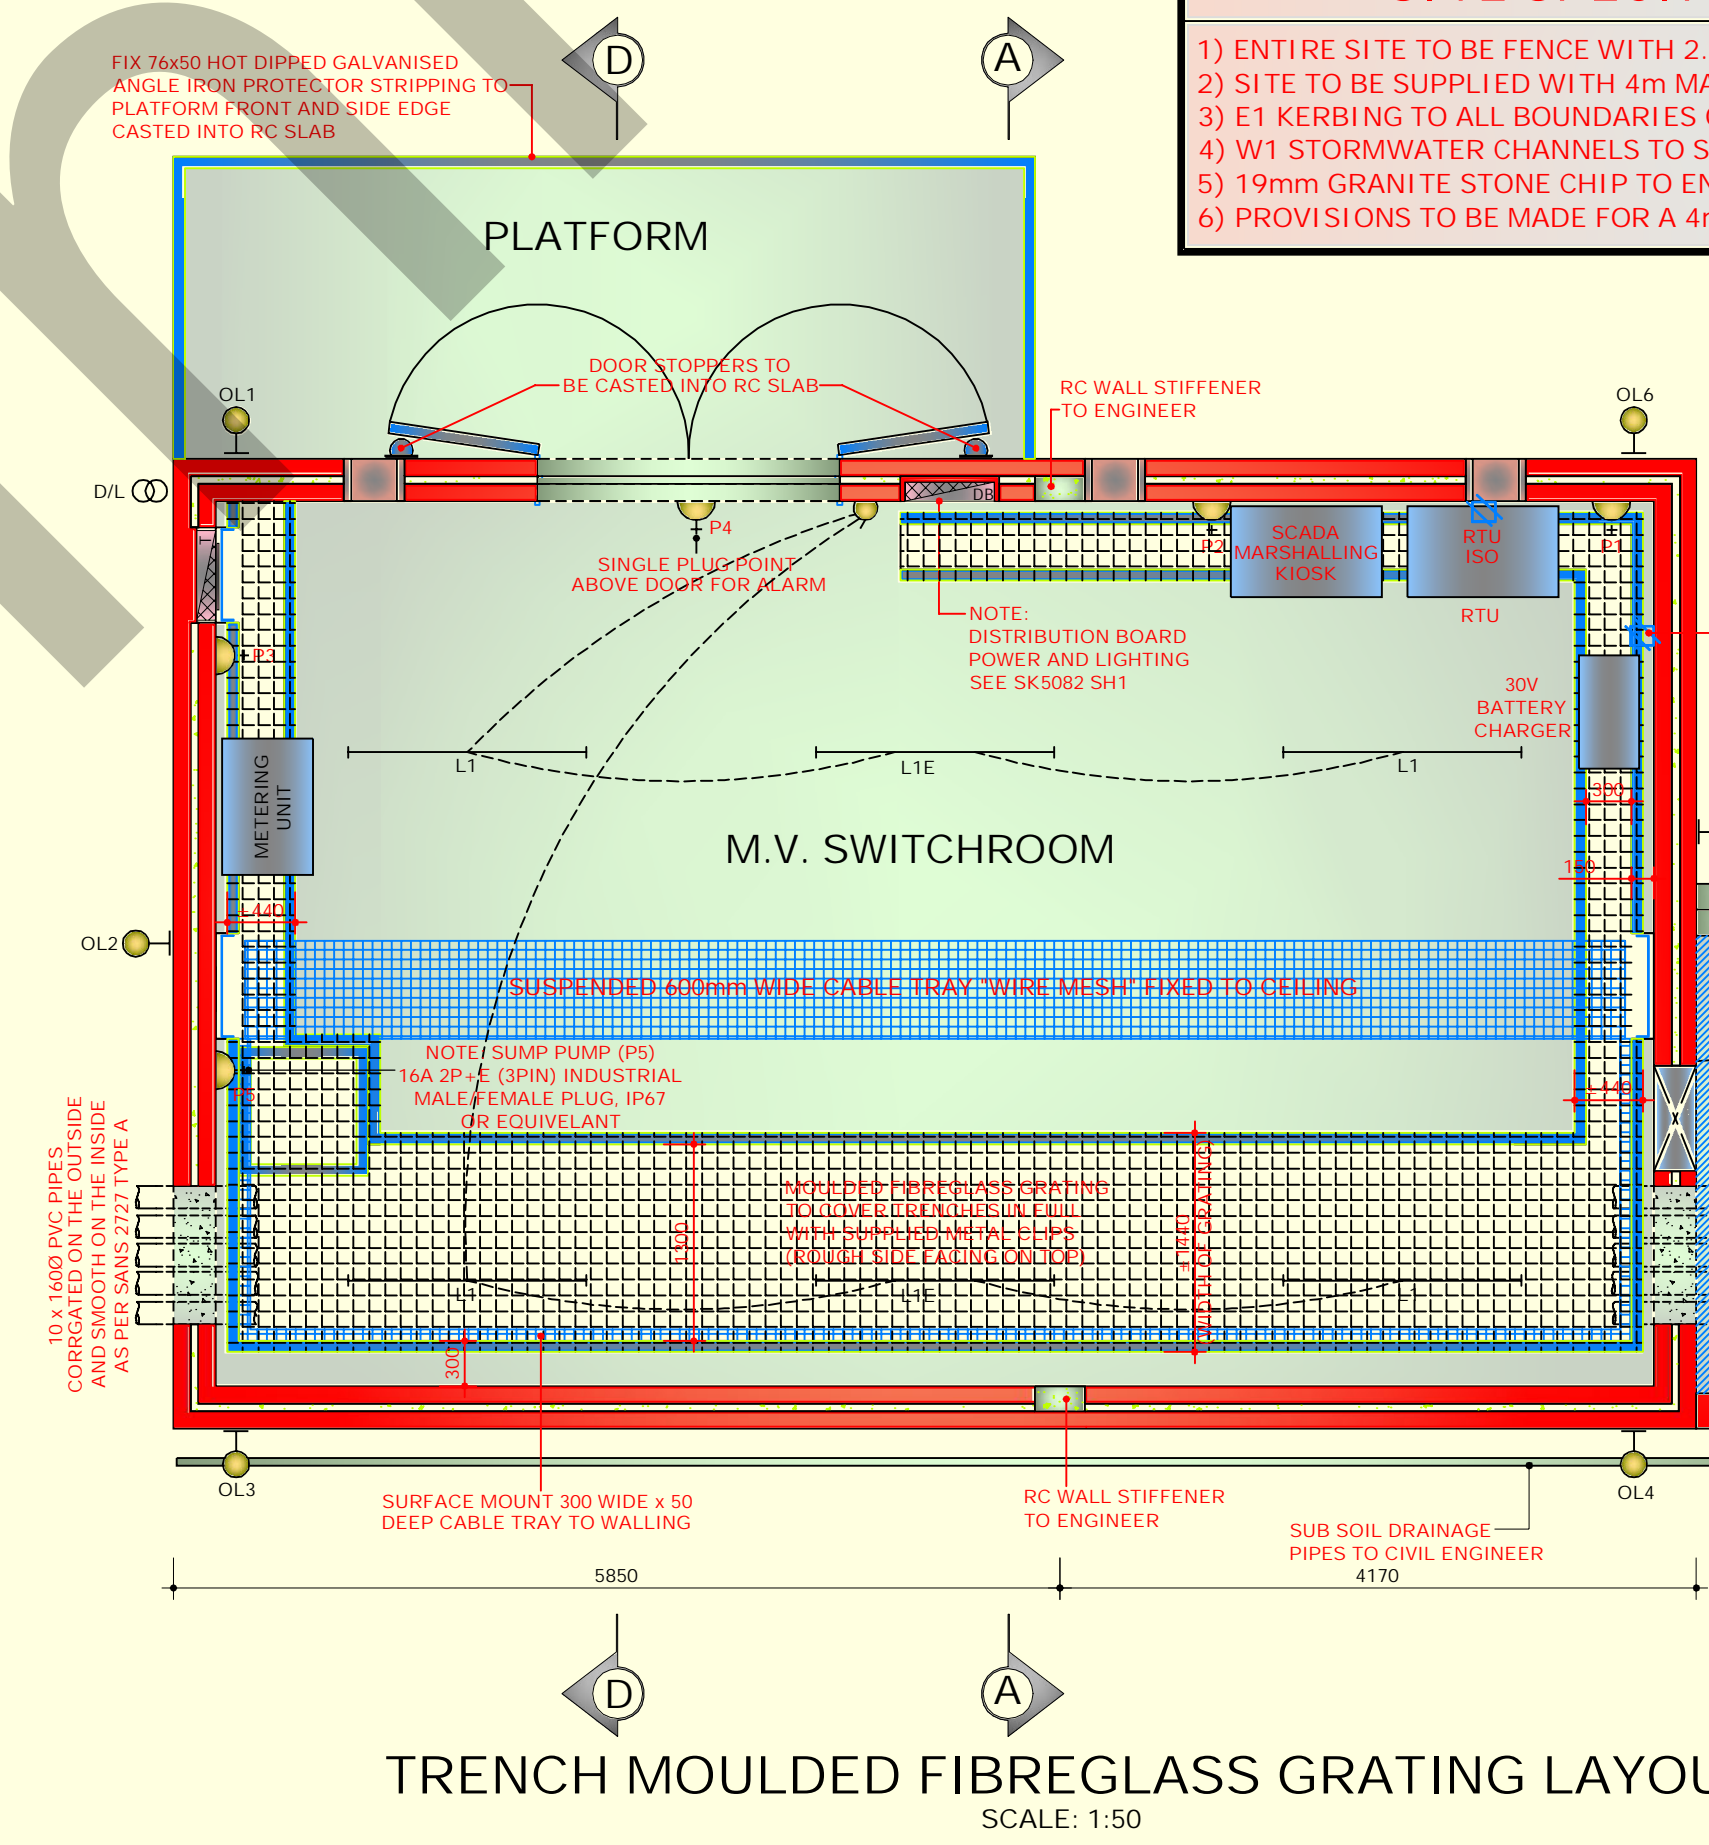 FIX 76x50 HOT DIPPED GALVANISED
ANGLE IRON PROTECTOR STRIPPING TO
PLATFORM FRONT AND SIDE EDGE
CASTED INTO RC SLAB
D
A
1) ENTIRE SITE TO BE FENCE WITH 2.
2) SITE TO BE SUPPLIED WITH 4m MA
3) E1 KERBING TO ALL BOUNDARIES
4) W1 STORMWATER CHANNELS TO S
5) 19mm GRANITE STONE CHIP TO EN
6) PROVISIONS TO BE MADE FOR A 4m
PLATFORM
DOOR STOPPERS TO
BE CASTED INTO RC SLAB
RC WALL STIFFENER
TO ENGINEER
OL1
OL6
D/L
DB
T
P4
SINGLE PLUG POINT
ABOVE DOOR FOR ALARM
P2
SCADA
MARSHALLING
KIOSK
RTU
ISO
RTU
P1
NOTE:
DISTRIBUTION BOARD
POWER AND LIGHTING
SEE SK5082 SH1
P3
30V
BATTERY
CHARGER
METERING
UNIT
L1
L1E
L1
300
M.V. SWITCHROOM
150
±440
OL2
SUSPENDED 600mm WIDE CABLE TRAY "WIRE MESH" FIXED TO CEILING
NOTE: SUMP PUMP (P5)
16A 2P+E (3PIN) INDUSTRIAL
MALE/FEMALE PLUG, IP67
OR EQUIVELANT
±440
X
10 x 160Ø PVC PIPES
CORRGATED ON THE OUTSIDE
AND SMOOTH ON THE INSIDE
AS PER SANS 2727 TYPE A
MOULDED FIBREGLASS GRATING
TO COVER TRENCHES IN FULL
WITH SUPPLIED METAL CLIPS
(ROUGH SIDE FACING ON TOP)
1300
±1440
(WIDTH OF GRATING)
L1
L1E
L1
300
OL3
OL4
SURFACE MOUNT 300 WIDE x 50
DEEP CABLE TRAY TO WALLING
RC WALL STIFFENER
TO ENGINEER
SUB SOIL DRAINAGE
PIPES TO CIVIL ENGINEER
5850
4170
D
A
TRENCH MOULDED FIBREGLASS GRATING LAYOU
SCALE: 1:50